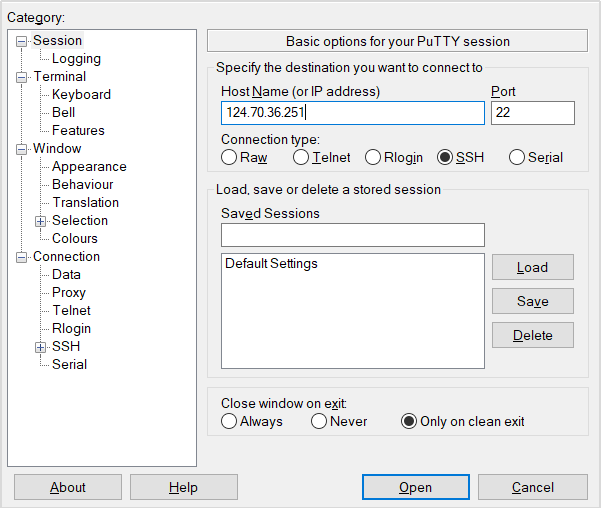 Category:
Session
Logging
Terminal
Keyboard
Bell
Features
Window
Appearance
Behaviour
Translation
Selection
Colours
Connection
Data
Proxy
Telnet
Rlogin
SSH
Serial
Basic options for your PuTTY session
Specify the destination you want to connect to
Host Name (or IP address) Port
124.70.36.251 22
Connection type:
Raw Telnet Rlogin SSH Serial
Load, save or delete a stored session
Saved Sessions
Default Settings
Load
Save
Delete
Close window on exit:
Always Never Only on clean exit
About Help Open Cancel